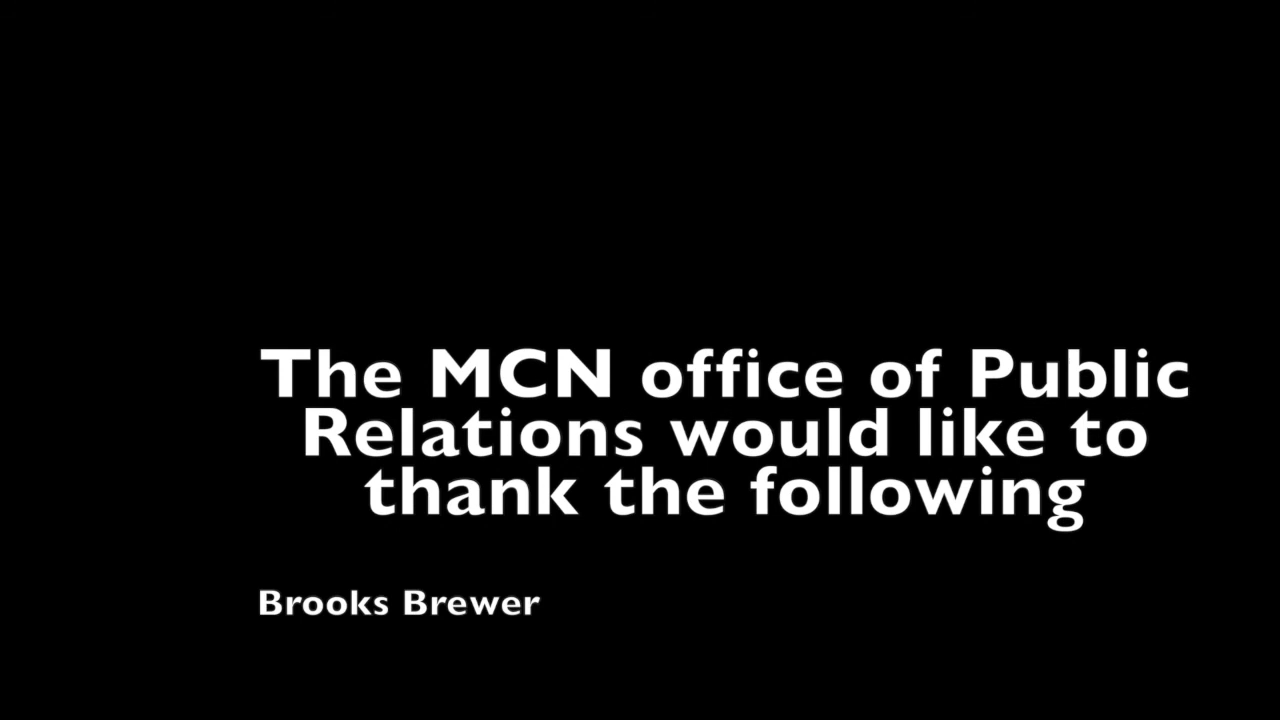 The MCN office of Public
Relations would like to
thank the following
Brooks Brewer